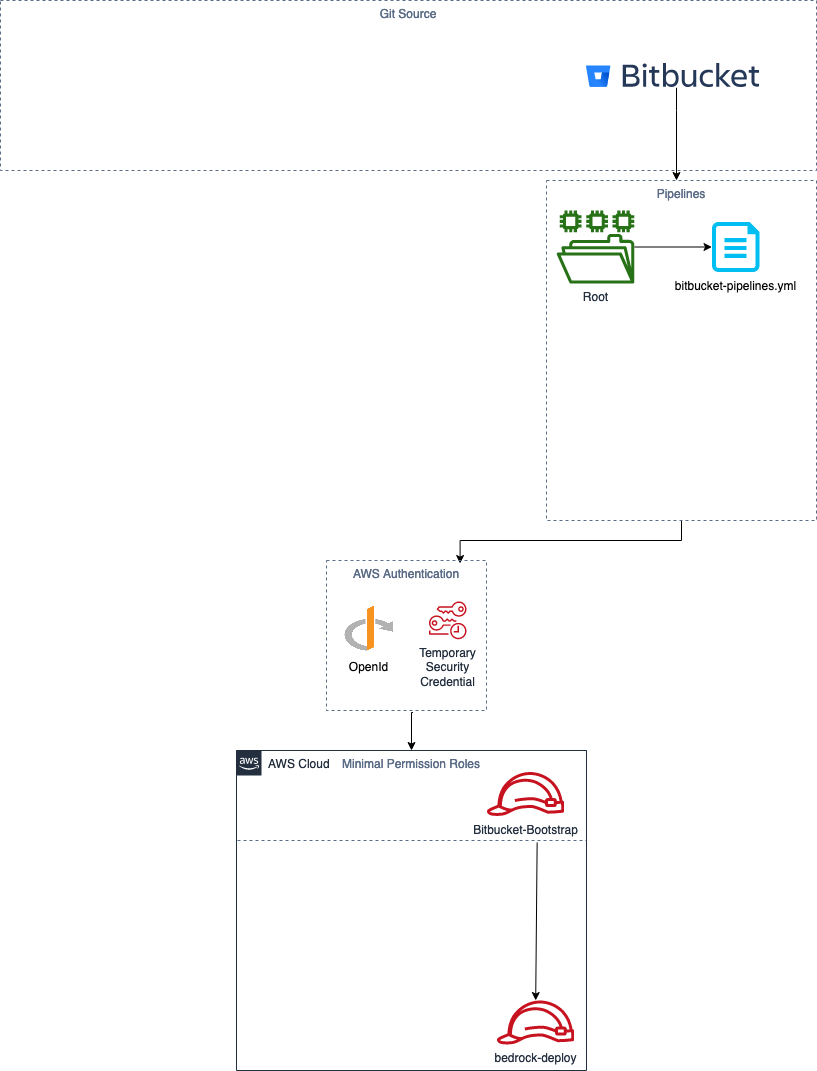 Git Source
Bitbucket
Pipelines
Root
bitbucket-pipelines.yml
AWS Authentication
OpenId
Temporary
Security
Credential
aws
AWS Cloud
Minimal Permission Roles
Bitbucket-Bootstrap
bedrock-deploy